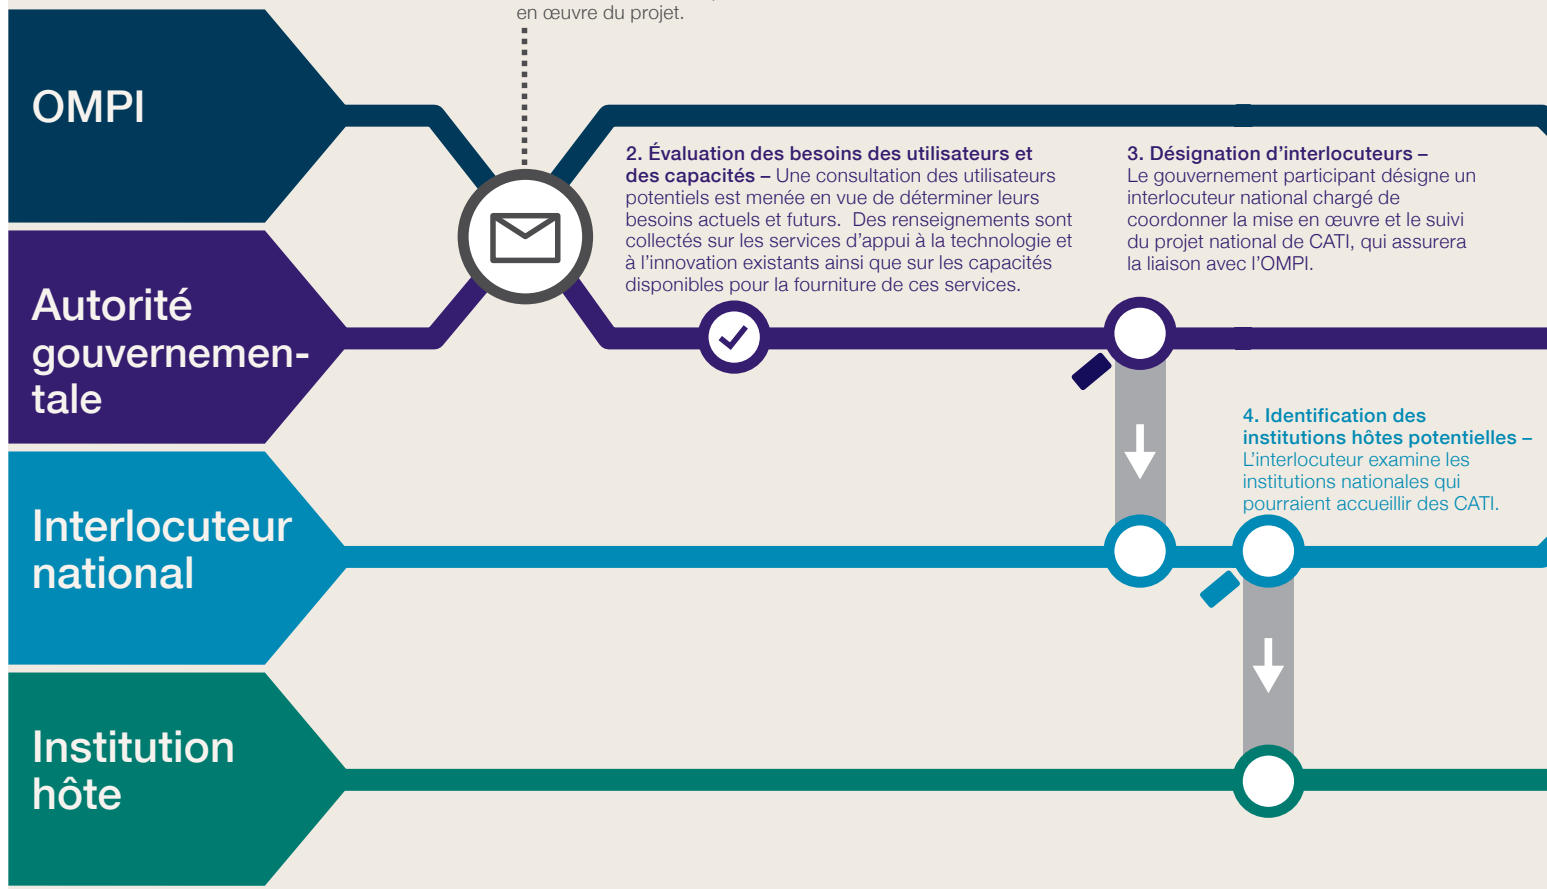 en œuvre du projet.
OMPI
2. Évaluation des besoins des utilisateurs et
des capacités – Une consultation des utilisateurs
potentiels est menée en vue de déterminer leurs
besoins actuels et futurs.  Des renseignements sont
collectés sur les services d’appui à la technologie et
à l’innovation existants ainsi que sur les capacités
disponibles pour la fourniture de ces services.
3. Désignation d’interlocuteurs –
Le gouvernement participant désigne un
interlocuteur national chargé de
coordonner la mise en œuvre et le suivi
du projet national de CATI, qui assurera
la liaison avec l’OMPI.
Autorité
gouvernemen-
tale
4. Identification des
institutions hôtes potentielles –
L’interlocuteur examine les
institutions nationales qui
pourraient accueillir des CATI.
Interlocuteur
national
Institution
hôte